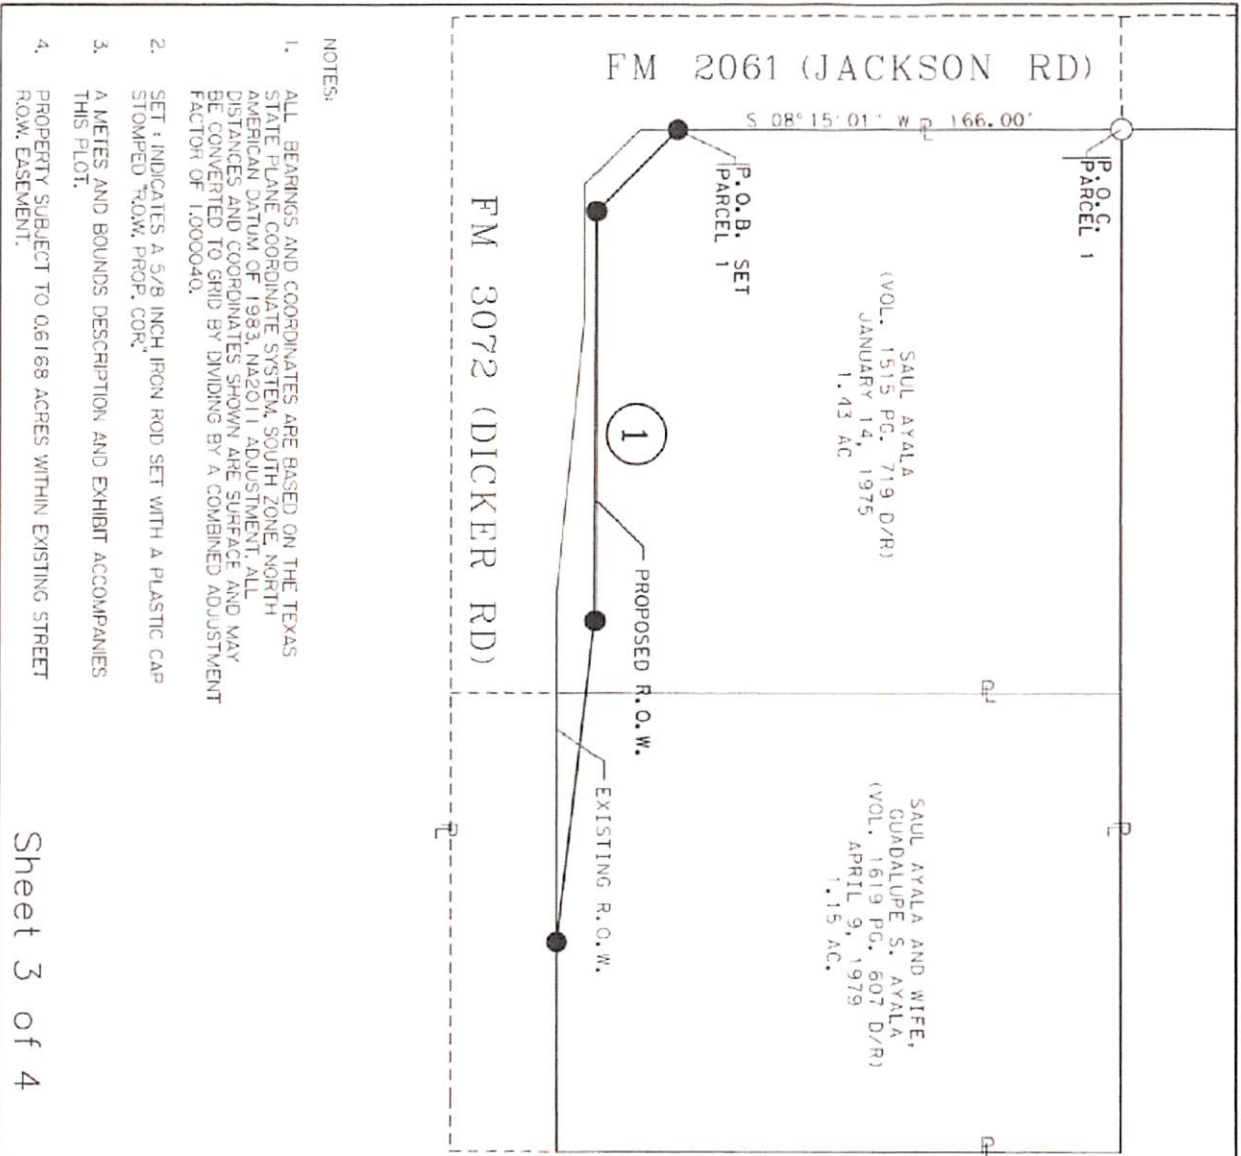 FM 2061 (JACKSON RD)
S 08° 15' 01" W PL 166.00'
P.O.C.
PARCEL 1
P.O.B. SET
PARCEL 1
SAUL AYALA
(VOL. 1515 PG. 719 D/R)
JANUARY 14, 1975
1.43 AC
SAUL AYALA AND WIFE,
GUADALUPE S. AYALA
(VOL. 1619 PG. 607 D/R)
APRIL 9, 1979
1.15 AC.
PL
PL
PL
PL
1
PROPOSED R.O.W.
EXISTING R.O.W.
FM 3072 (DICKER RD)
NOTES:
1. ALL BEARINGS AND COORDINATES ARE BASED ON THE TEXAS
STATE PLANE COORDINATE SYSTEM, SOUTH ZONE, NORTH
AMERICAN DATUM OF 1983, NA2011 ADJUSTMENT. ALL
DISTANCES AND COORDINATES SHOWN ARE SURFACE AND MAY
BE CONVERTED TO GRID BY DIVIDING BY A COMBINED ADJUSTMENT
FACTOR OF 1.000040.
2. SET : INDICATES A 5/8 INCH IRON ROD SET WITH A PLASTIC CAP
STOMPED "R.O.W. PROP. COR."
3. A METES AND BOUNDS DESCRIPTION AND EXHIBIT ACCOMPANIES
THIS PLOT.
4. PROPERTY SUBJECT TO 0.6168 ACRES WITHIN EXISTING STREET
R.O.W. EASEMENT.
Sheet 3 of 4